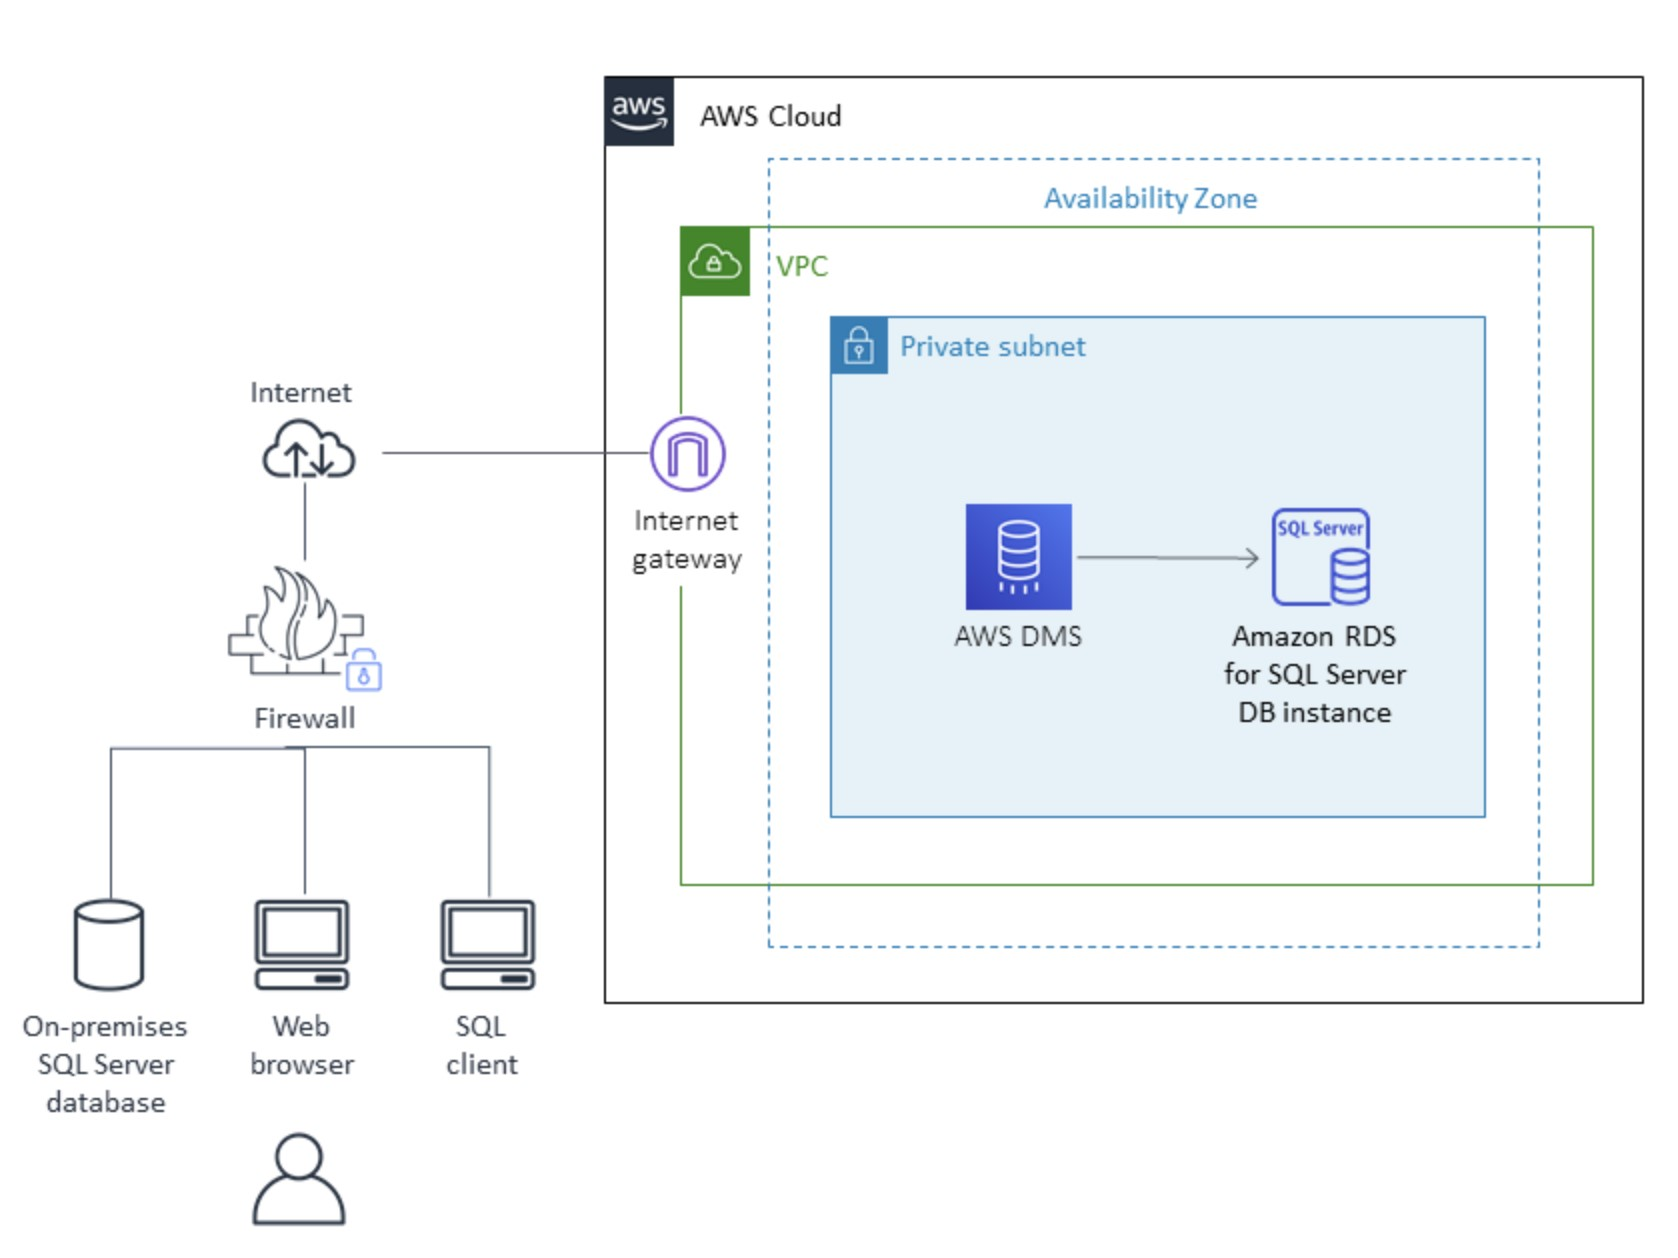 aws
AWS Cloud
Availability Zone
VPC
Private subnet
Internet
Internet
gateway
SQL Server
AWS DMS
Amazon RDS
for SQL Server
DB instance
Firewall
On-premises
SQL Server
database
Web
browser
SQL
client